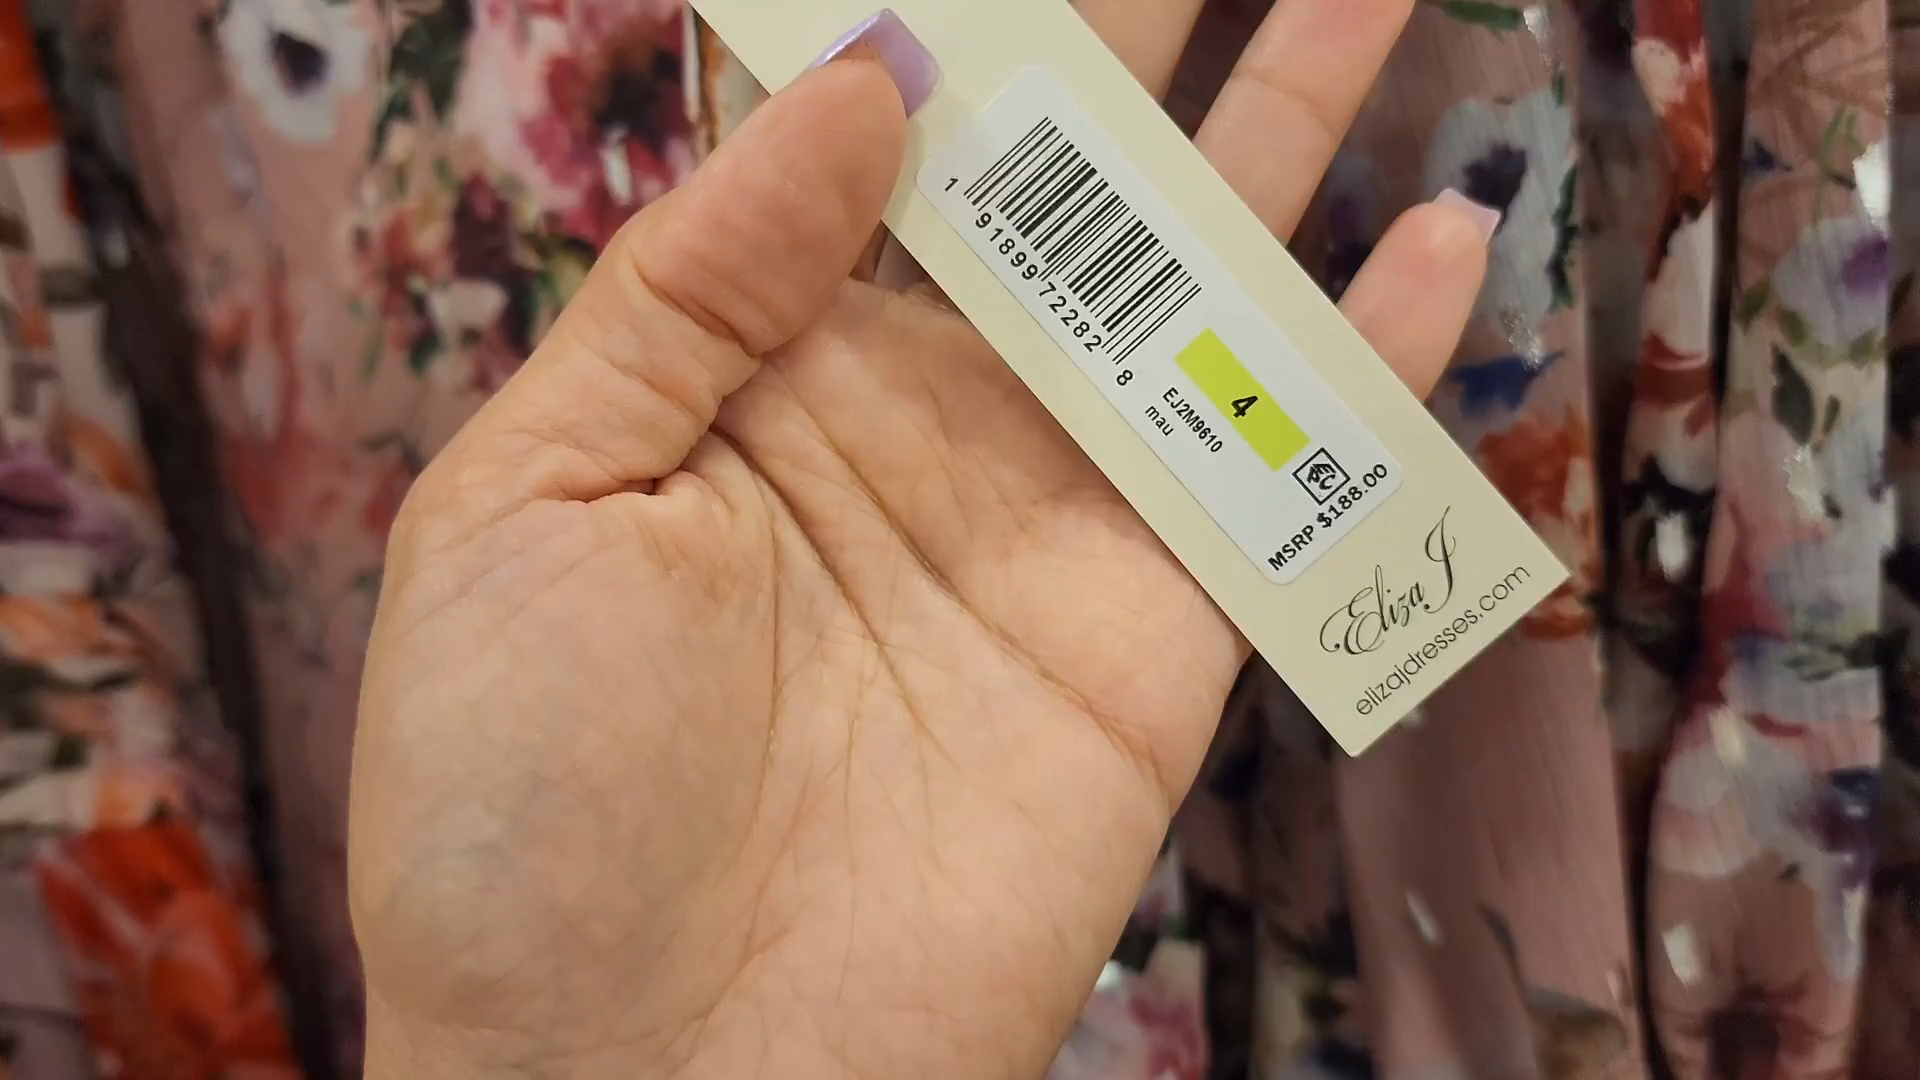 1 91899 72282 8
4
EJ2M9610
mau
MSRP $188.00
Eliza J
elizajdresses.com